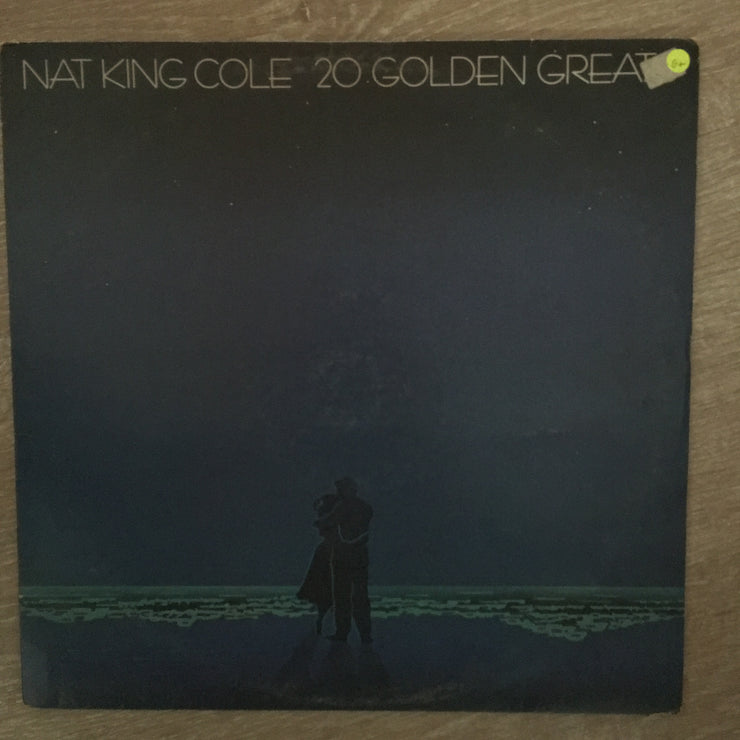 NAT KING COLE 20 GOLDEN GREAT
G+